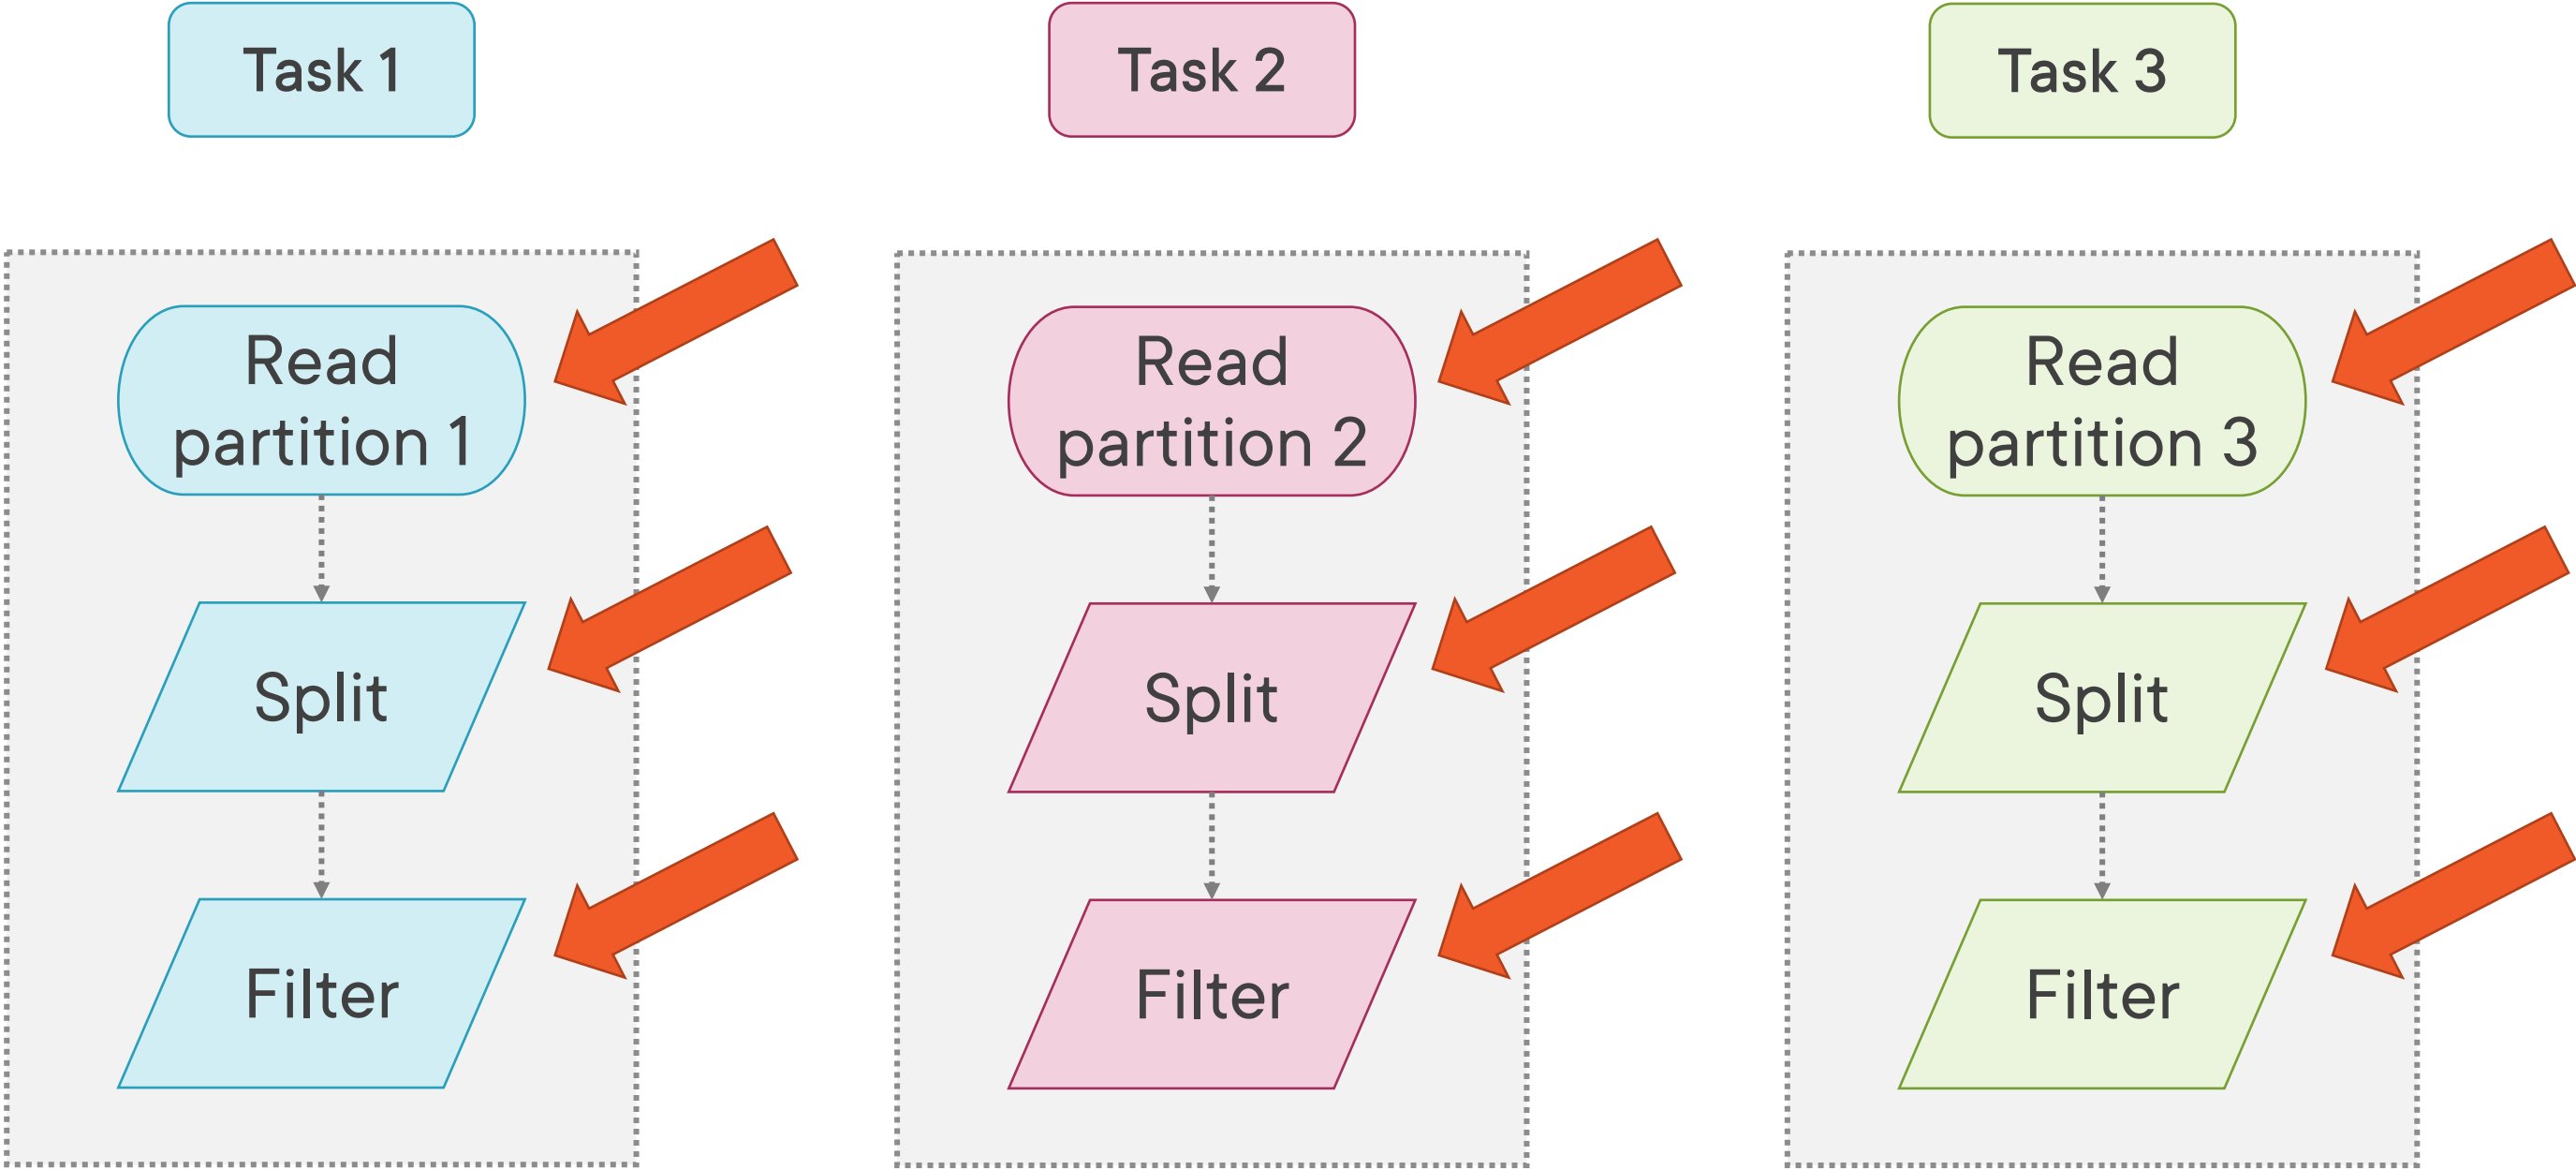 Task 1
Task 2
Task 3
Read
partition 1
Read
partition 2
Read
partition 3
Split
Split
Split
Filter
Filter
Filter